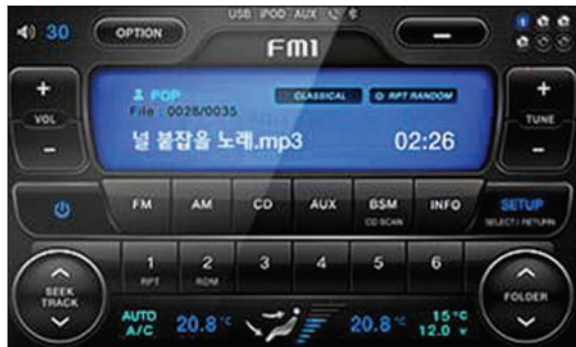 USB iPOD AUX
30
OPTION
FM1
1
+
VOL
-
POP
CLASSICAL
RPT RANDOM
File : 0028/0035
널 붙잡을 노래.mp3
02:26
+
TUNE
-
FM
AM
CD
AUX
BSM
CD SCAN
INFO
SETUP
SELECT / RETURN
SEEK
TRACK
1
RPT
2
RDM
3
4
5
6
FOLDER
AUTO
A/C
20.8 °C
20.8 °C
15°C
12.0 v